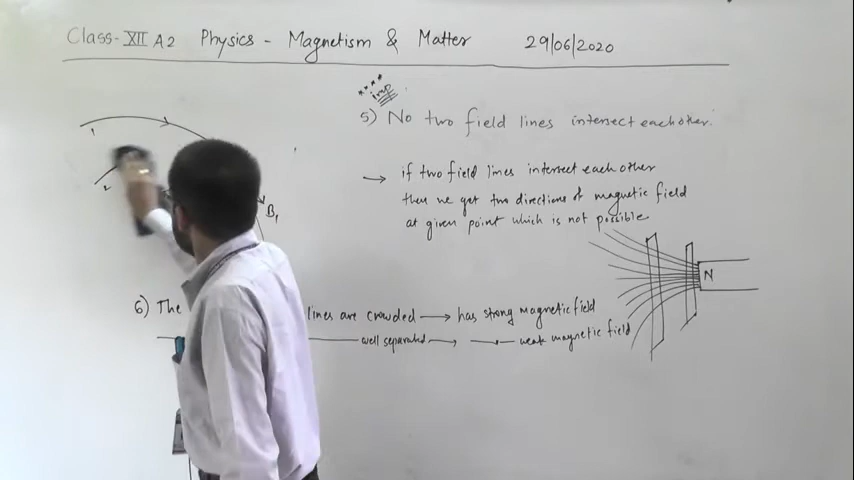 Class-XII A2 Physics - Magnetism & Matter 29/06/2020
imp
5) No two field lines intersect each other.
1
2
→ if two field lines intersect each other
then we get two directions of magnetic field
at given point which is not possible
B1
N
6) The lines are crowded → has strong magnetic field
well separated → weak magnetic field